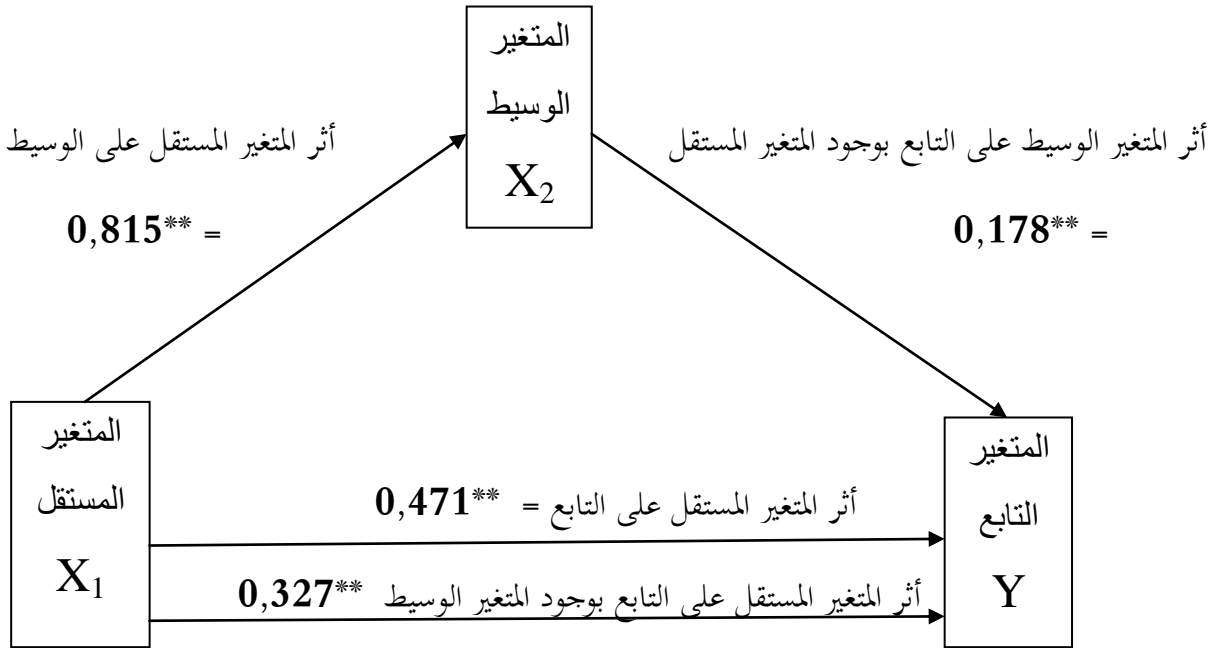 المتغير
الوسيط
X₂
أثر المتغير المستقل على الوسيط
0,815** =
أثر المتغير الوسيط على التابع بوجود المتغير المستقل
0,178** =
المتغير
المستقل
X₁
أثر المتغير المستقل على التابع = 0,471**
أثر المتغير المستقل على التابع بوجود المتغير الوسيط 0,327**
المتغير
التابع
Y